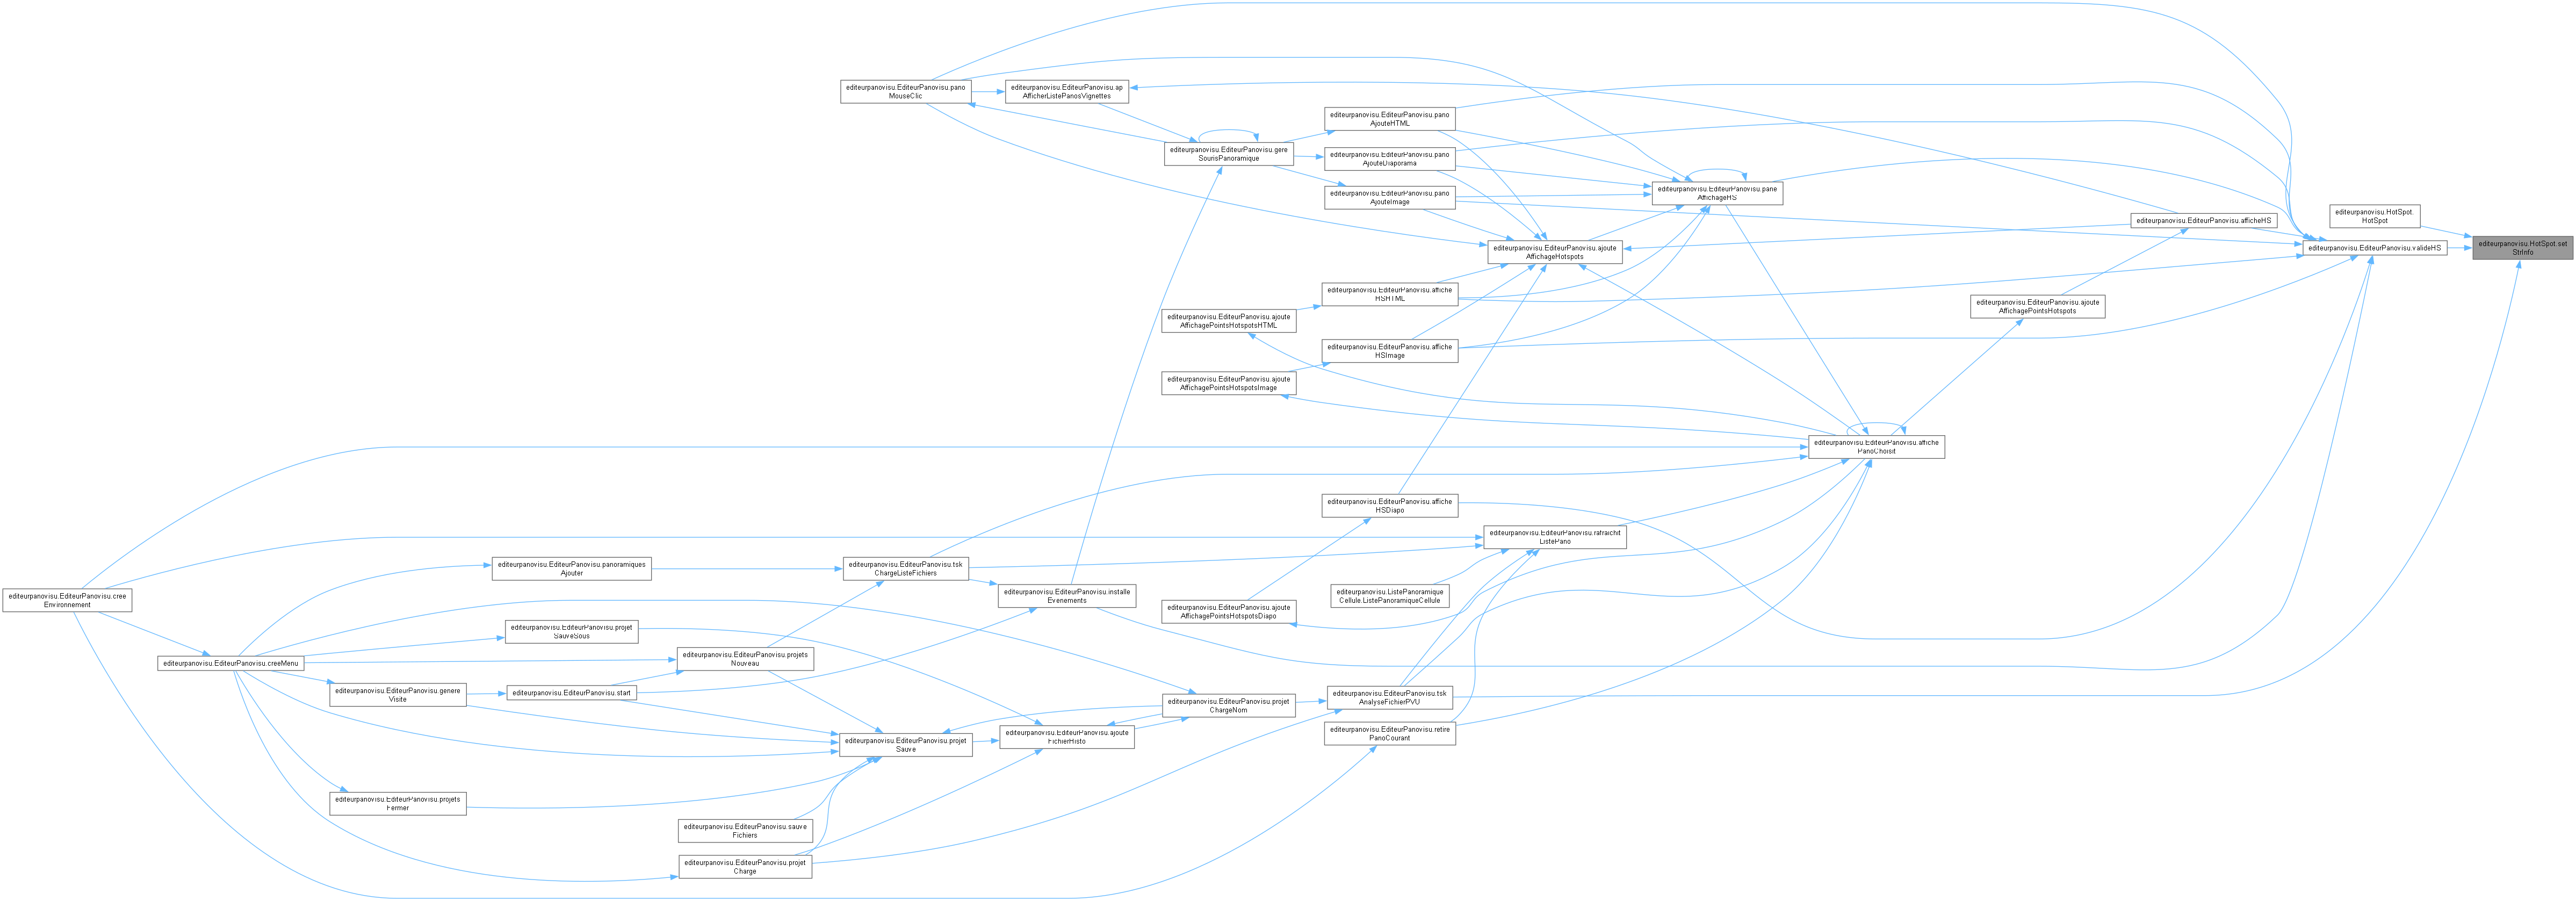 editeurpanovisu.EditeurPanovisu.pano
MouseClic
editeurpanovisu.EditeurPanovisu.ap
AfficherListePanosVignettes
editeurpanovisu.EditeurPanovisu.pano
AjouteHTML
editeurpanovisu.EditeurPanovisu.gere
SourisPanoramique
editeurpanovisu.EditeurPanovisu.pano
AjouteDiaporama
editeurpanovisu.EditeurPanovisu.pano
AjouteImage
editeurpanovisu.EditeurPanovisu.pane
AffichageHS
editeurpanovisu.EditeurPanovisu.afficheHS
editeurpanovisu.HotSpot.
HotSpot
editeurpanovisu.EditeurPanovisu.ajoute
AffichageHotspots
editeurpanovisu.EditeurPanovisu.valideHS
editeurpanovisu.HotSpot.set
StrInfo
editeurpanovisu.EditeurPanovisu.affiche
HSHTML
editeurpanovisu.EditeurPanovisu.ajoute
AffichagePointsHotspots
editeurpanovisu.EditeurPanovisu.ajoute
AffichagePointsHotspotsHTML
editeurpanovisu.EditeurPanovisu.affiche
HSImage
editeurpanovisu.EditeurPanovisu.ajoute
AffichagePointsHotspotsImage
editeurpanovisu.EditeurPanovisu.affiche
PanoChoisit
editeurpanovisu.EditeurPanovisu.affiche
HSDiapo
editeurpanovisu.EditeurPanovisu.rafraichit
ListePano
editeurpanovisu.EditeurPanovisu.panoramiques
Ajouter
editeurpanovisu.EditeurPanovisu.tsk
ChargeListeFichiers
editeurpanovisu.EditeurPanovisu.cree
Environnement
editeurpanovisu.EditeurPanovisu.installe
Evenements
editeurpanovisu.ListePanoramique
Cellule.ListePanoramiqueCellule
editeurpanovisu.EditeurPanovisu.ajoute
AffichagePointsHotspotsDiapo
editeurpanovisu.EditeurPanovisu.projet
SauveSous
editeurpanovisu.EditeurPanovisu.creeMenu
editeurpanovisu.EditeurPanovisu.projets
Nouveau
editeurpanovisu.EditeurPanovisu.genere
Visite
editeurpanovisu.EditeurPanovisu.start
editeurpanovisu.EditeurPanovisu.projet
ChargeNom
editeurpanovisu.EditeurPanovisu.tsk
AnalyseFichierPVU
editeurpanovisu.EditeurPanovisu.projet
Sauve
editeurpanovisu.EditeurPanovisu.ajoute
FichierHisto
editeurpanovisu.EditeurPanovisu.retire
PanoCourant
editeurpanovisu.EditeurPanovisu.projets
Fermer
editeurpanovisu.EditeurPanovisu.sauve
Fichiers
editeurpanovisu.EditeurPanovisu.projet
Charge